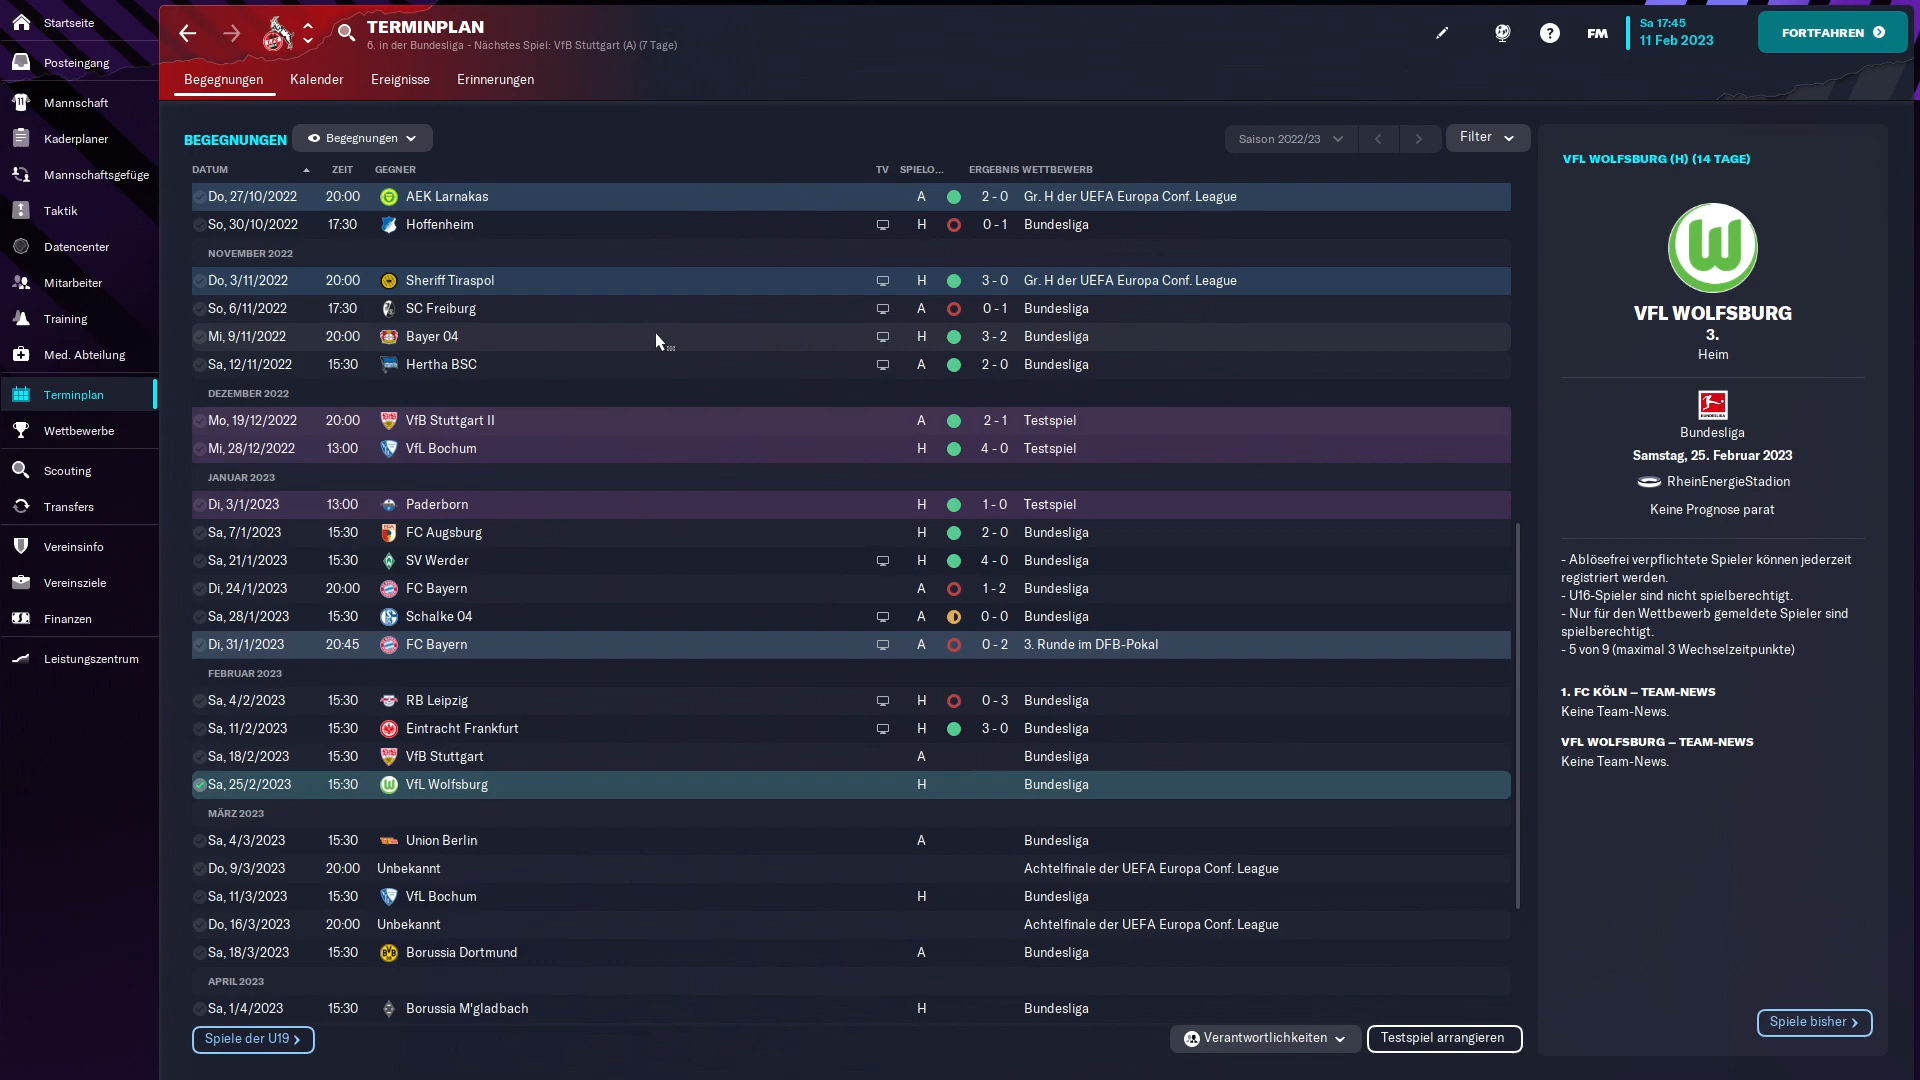 Startseite
Posteingang
Mannschaft
Kaderplaner
Mannschaftsgefüge
Taktik
Datencenter
Mitarbeiter
Training
Med. Abteilung
Terminplan
Wettbewerbe
Scouting
Transfers
Vereinsinfo
Vereinsziele
Finanzen
Leistungszentrum
TERMINPLAN
6. in der Bundesliga - Nächstes Spiel: VfB Stuttgart (A) (7 Tage)
FM
Sa 17:45
11 Feb 2023
FORTFAHREN
Begegnungen Kalender Ereignisse Erinnerungen
BEGEGNUNGEN Begegnungen
Saison 2022/23 Filter
DATUM ZEIT GEGNER TV SPIELO... ERGEBNIS WETTBEWERB
Do, 27/10/2022 20:00 AEK Larnakas A 2 - 0 Gr. H der UEFA Europa Conf. League
So, 30/10/2022 17:30 Hoffenheim H 0 - 1 Bundesliga
NOVEMBER 2022
Do, 3/11/2022 20:00 Sheriff Tiraspol H 3 - 0 Gr. H der UEFA Europa Conf. League
So, 6/11/2022 17:30 SC Freiburg A 0 - 1 Bundesliga
Mi, 9/11/2022 20:00 Bayer 04 H 3 - 2 Bundesliga
Sa, 12/11/2022 15:30 Hertha BSC A 2 - 0 Bundesliga
DEZEMBER 2022
Mo, 19/12/2022 20:00 VfB Stuttgart II A 2 - 1 Testspiel
Mi, 28/12/2022 13:00 VfL Bochum H 4 - 0 Testspiel
JANUAR 2023
Di, 3/1/2023 13:00 Paderborn H 1 - 0 Testspiel
Sa, 7/1/2023 15:30 FC Augsburg H 2 - 0 Bundesliga
Sa, 21/1/2023 15:30 SV Werder H 4 - 0 Bundesliga
Di, 24/1/2023 20:00 FC Bayern A 1 - 2 Bundesliga
Sa, 28/1/2023 15:30 Schalke 04 A 0 - 0 Bundesliga
Di, 31/1/2023 20:45 FC Bayern A 0 - 2 3. Runde im DFB-Pokal
FEBRUAR 2023
Sa, 4/2/2023 15:30 RB Leipzig H 0 - 3 Bundesliga
Sa, 11/2/2023 15:30 Eintracht Frankfurt H 3 - 0 Bundesliga
Sa, 18/2/2023 15:30 VfB Stuttgart A Bundesliga
Sa, 25/2/2023 15:30 VfL Wolfsburg H Bundesliga
MÄRZ 2023
Sa, 4/3/2023 15:30 Union Berlin A Bundesliga
Do, 9/3/2023 20:00 Unbekannt Achtelfinale der UEFA Europa Conf. League
Sa, 11/3/2023 15:30 VfL Bochum H Bundesliga
Do, 16/3/2023 20:00 Unbekannt Achtelfinale der UEFA Europa Conf. League
Sa, 18/3/2023 15:30 Borussia Dortmund A Bundesliga
APRIL 2023
Sa, 1/4/2023 15:30 Borussia M'gladbach H Bundesliga
Spiele der U19
Verantwortlichkeiten
Testspiel arrangieren
VFL WOLFSBURG (H) (14 TAGE)
VFL WOLFSBURG
3.
Heim
BUNDESLIGA
Bundesliga
Samstag, 25. Februar 2023
RheinEnergieStadion
Keine Prognose parat
- Ablösefrei verpflichtete Spieler können jederzeit
registriert werden.
- U16-Spieler sind nicht spielberechtigt.
- Nur für den Wettbewerb gemeldete Spieler sind
spielberechtigt.
- 5 von 9 (maximal 3 Wechselzeitpunkte)
1. FC KÖLN – TEAM-NEWS
Keine Team-News.
VFL WOLFSBURG – TEAM-NEWS
Keine Team-News.
Spiele bisher